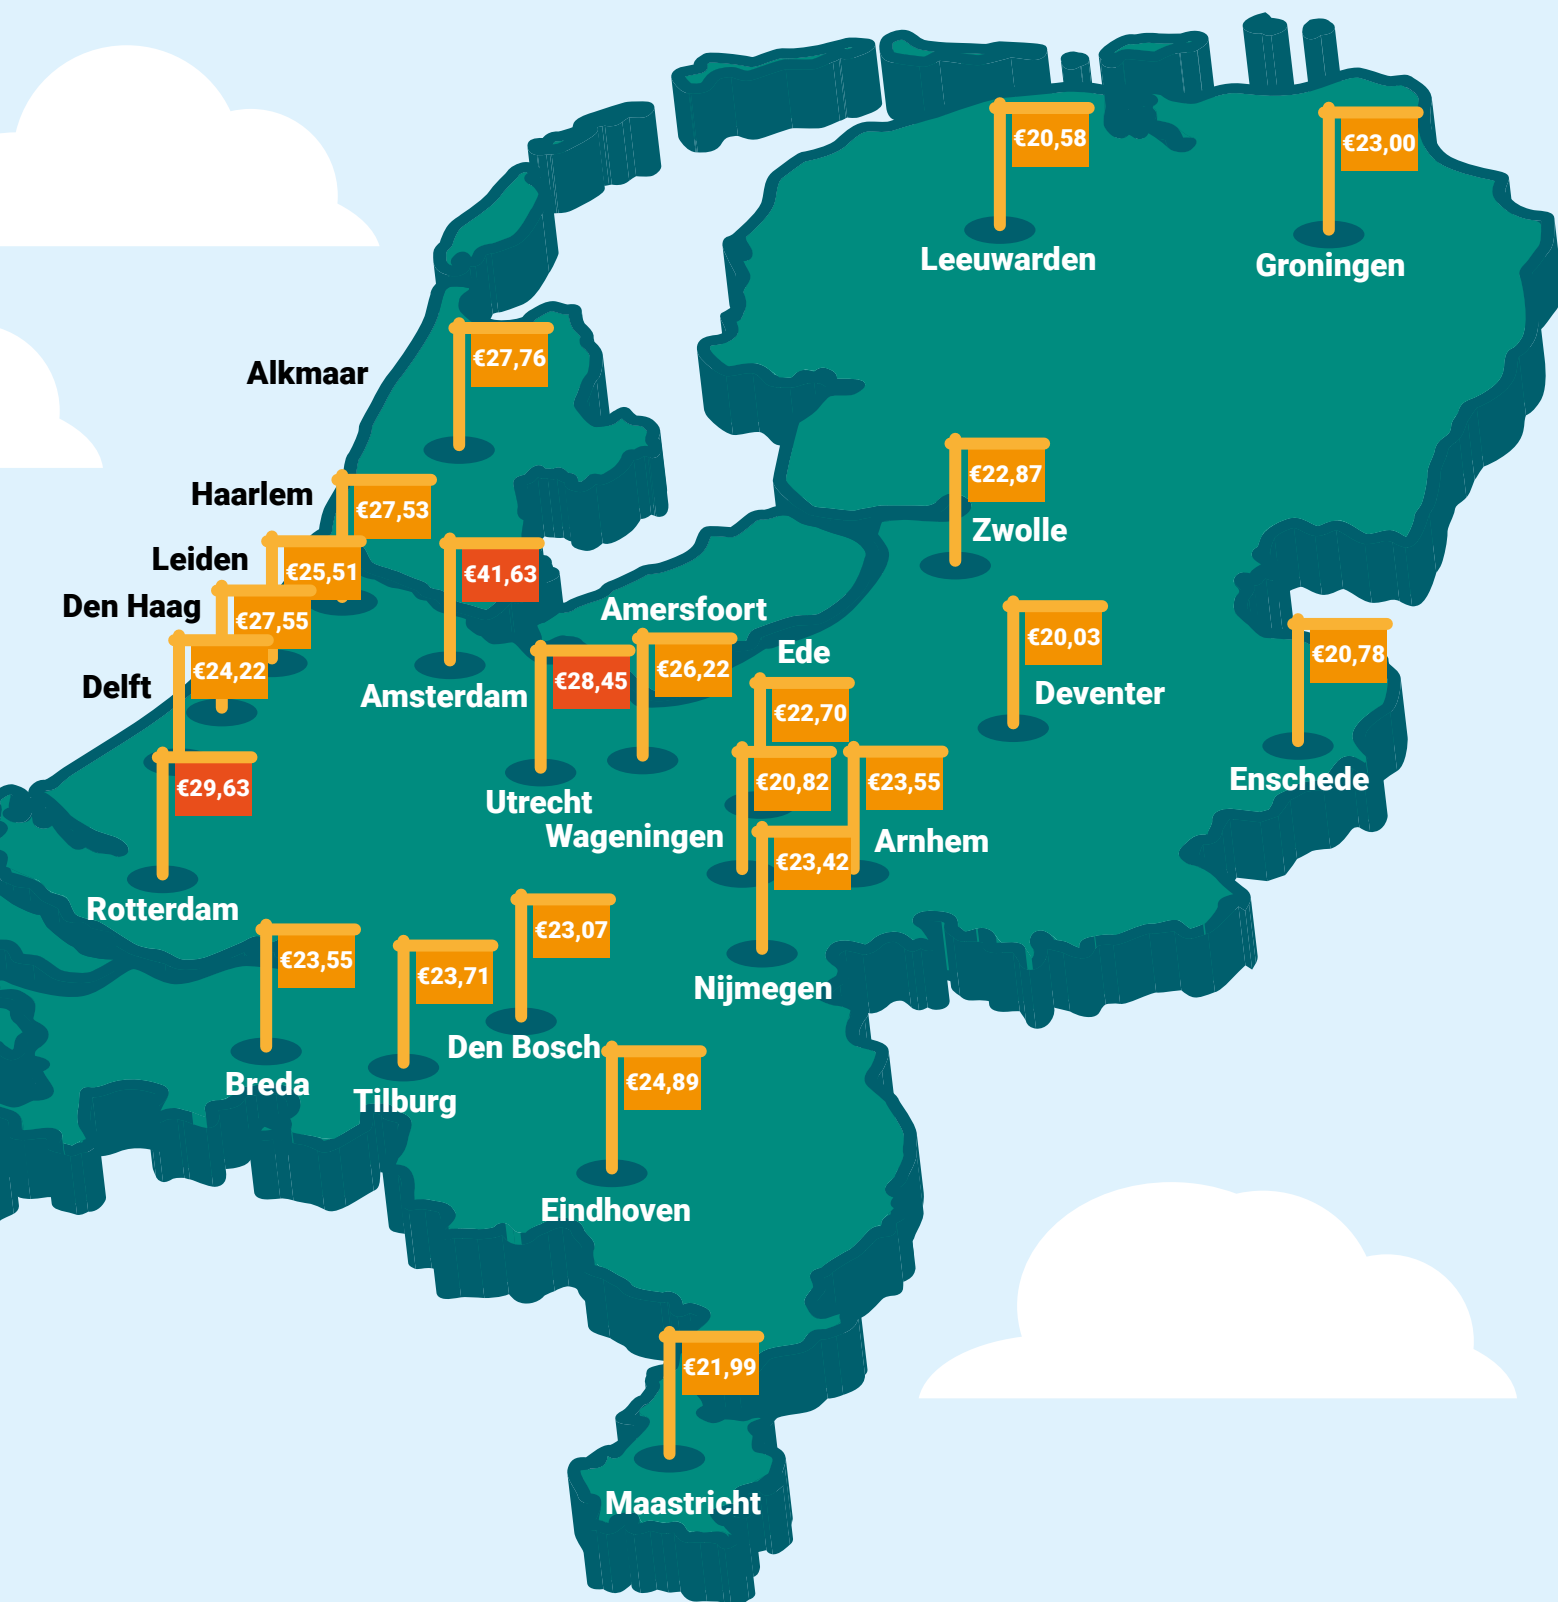 €20,58
Leeuwarden
€23,00
Groningen
Alkmaar
€27,76
Haarlem
€27,53
€22,87
Zwolle
Leiden
€25,51
€41,63
Amsterdam
Den Haag
€27,55
Amersfoort
€26,22
Delft
€24,22
€28,45
Utrecht
Ede
€22,70
€20,03
Deventer
€20,78
Enschede
€29,63
Rotterdam
€20,82
Wageningen
€23,55
Arnhem
€23,42
Nijmegen
€23,55
Breda
€23,71
Tilburg
€23,07
Den Bosch
€24,89
Eindhoven
€21,99
Maastricht